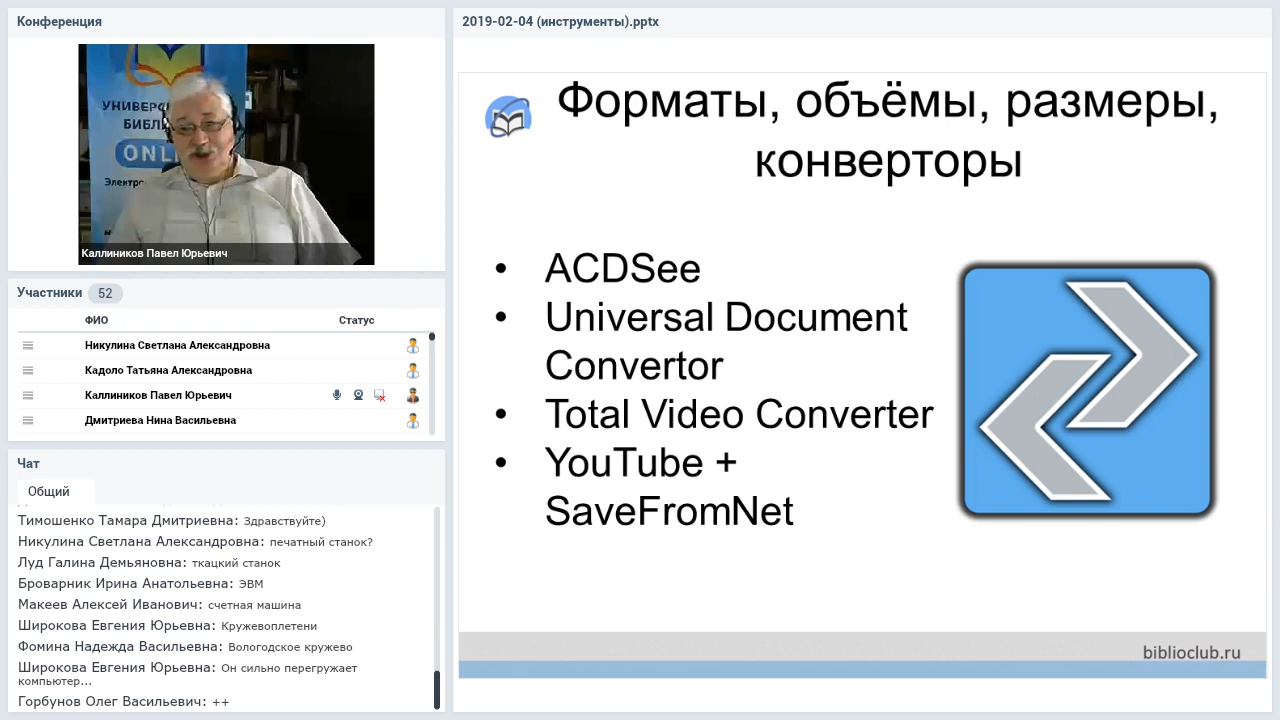 Конференция
УНИВЕРС
БИБЛ
ONL
Электро
Каллиников Павел Юрьевич
Участники 52
ФИО Статус
Никулина Светлана Александровна
Кадоло Татьяна Александровна
Каллиников Павел Юрьевич
Дмитриева Нина Васильевна
Чат
Общий
Тимошенко Тамара Дмитриевна: Здравствуйте)
Никулина Светлана Александровна: печатный станок?
Луд Галина Демьяновна: ткацкий станок
Броварник Ирина Анатольевна: ЭВМ
Макеев Алексей Иванович: счетная машина
Широкова Евгения Юрьевна: Кружевоплетени
Фомина Надежда Васильевна: Вологодское кружево
Широкова Евгения Юрьевна: Он сильно перегружает
компьютер...
Горбунов Олег Васильевич: ++
2019-02-04 (инструменты).pptx
Форматы, объёмы, размеры,
конверторы
• ACDSee
• Universal Document
Convertor
• Total Video Converter
• YouTube +
SaveFromNet
biblioclub.ru